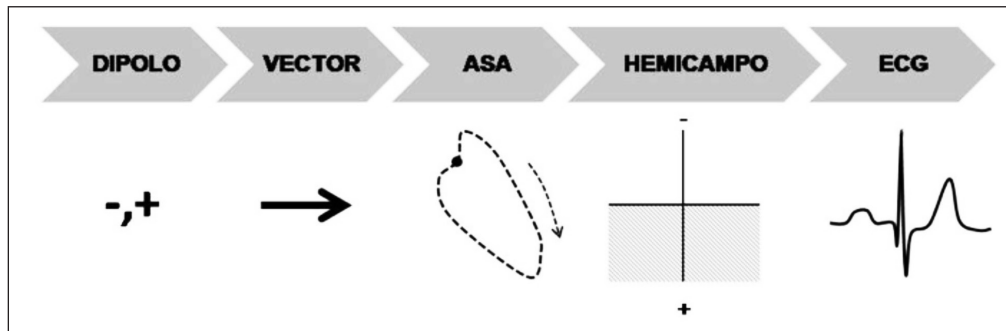 DIPOLO VECTOR ASA HEMICAMPO ECG
-
-,+
+